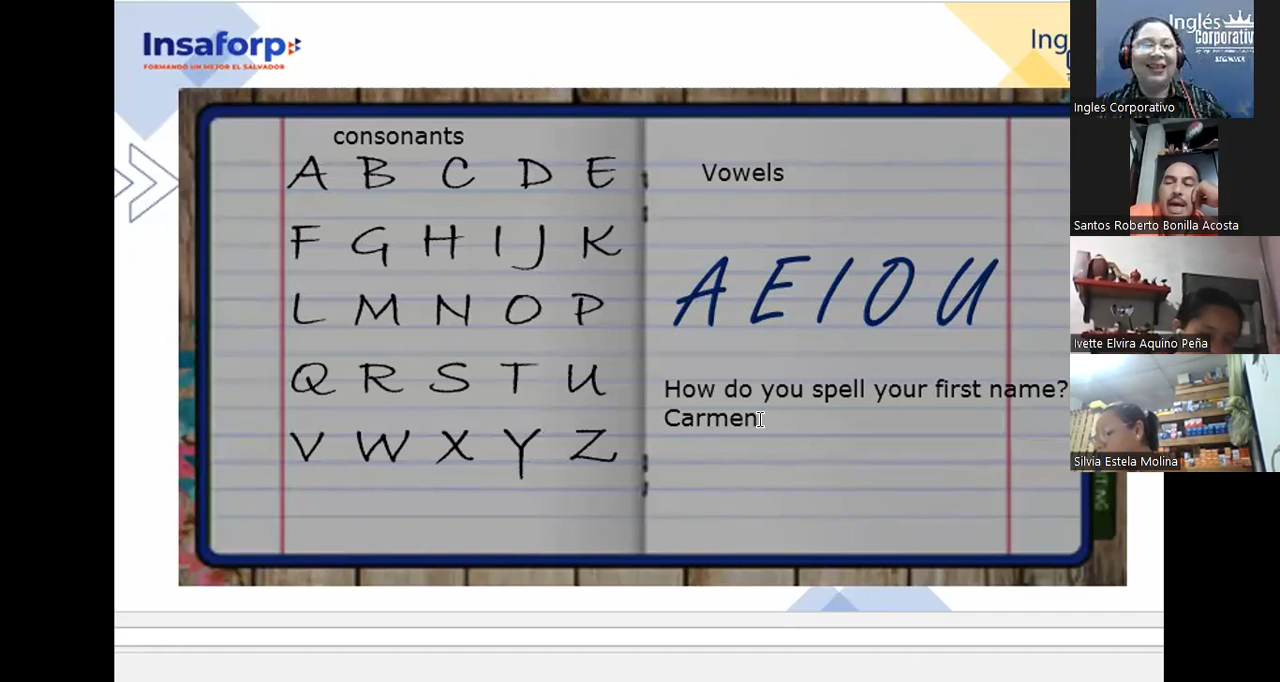 Insaforp
FORMANDO UN MEJOR EL SALVADOR
Ing
consonants
A B C D E
F G H I J K
L M N O P
Q R S T U
V W X Y Z
Vowels
A E I O U
How do you spell your first name?
Carmen
Inglés
Corporativ
Ingles Corporativo
Santos Roberto Bonilla Acosta
Ivette Elvira Aquino Peña
Silvia Estela Molina